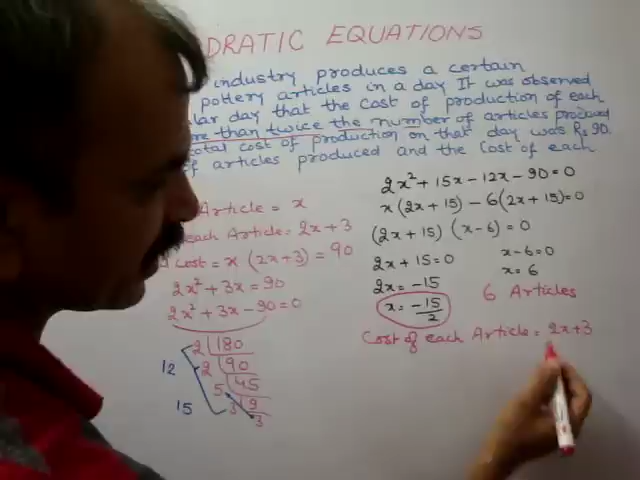 DRATIC EQUATIONS
industry produces a certain
pottery articles in a day It was observed
day that the cost of production of each
than twice the number of articles produced
cost of production on that day was Rs 90.
articles produced and the cost of each
Article = x
each Article = 2x+3
Cost = x (2x+3) = 90
2x² + 3x = 90
2x² + 3x - 90 = 0
2 180
2 90
5 45
3 9
3
12
15
2x² + 15x - 12x - 90 = 0
x(2x+15) - 6(2x+15) = 0
(2x+15) (x-6) = 0
2x + 15 = 0
x-6=0
2x = -15
x = 6
x = -15/2
6 Articles
Cost of each Article = 2x+3